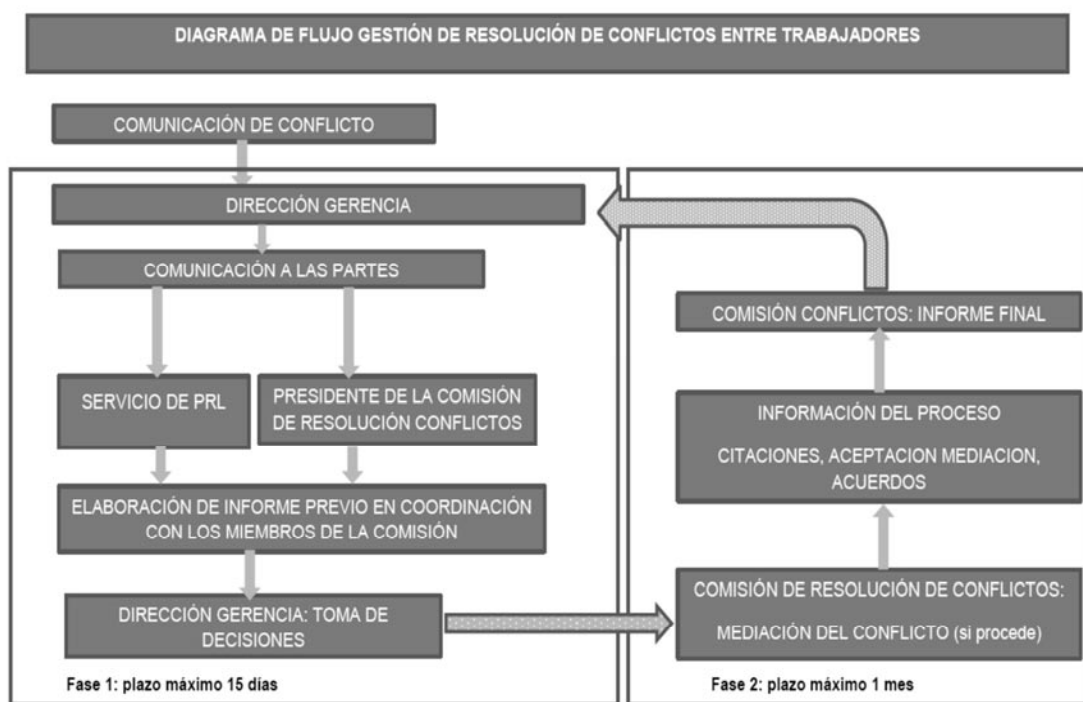 DIAGRAMA DE FLUJO GESTIÓN DE RESOLUCIÓN DE CONFLICTOS ENTRE TRABAJADORES
COMUNICACIÓN DE CONFLICTO
DIRECCIÓN GERENCIA
COMUNICACIÓN A LAS PARTES
SERVICIO DE PRL
PRESIDENTE DE LA COMISIÓN
DE RESOLUCIÓN CONFLICTOS
ELABORACIÓN DE INFORME PREVIO EN COORDINACIÓN
CON LOS MIEMBROS DE LA COMISIÓN
DIRECCIÓN GERENCIA: TOMA DE
DECISIONES
Fase 1: plazo máximo 15 días
COMISIÓN CONFLICTOS: INFORME FINAL
INFORMACIÓN DEL PROCESO
CITACIONES, ACEPTACION MEDIACION,
ACUERDOS
COMISIÓN DE RESOLUCIÓN DE CONFLICTOS:
MEDIACIÓN DEL CONFLICTO (si procede)
Fase 2: plazo máximo 1 mes